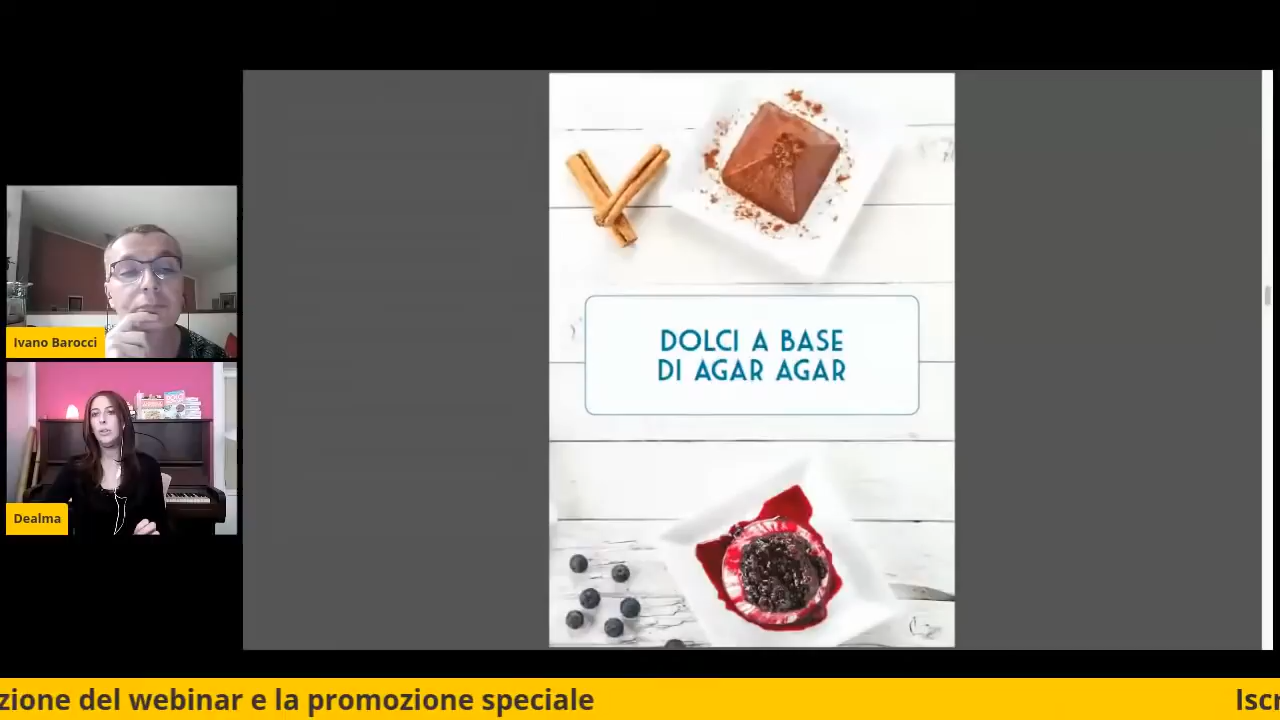 Ivano Barocci
Dealma
DOLCI A BASE
DI AGAR AGAR
zione del webinar e la promozione speciale
Iscr